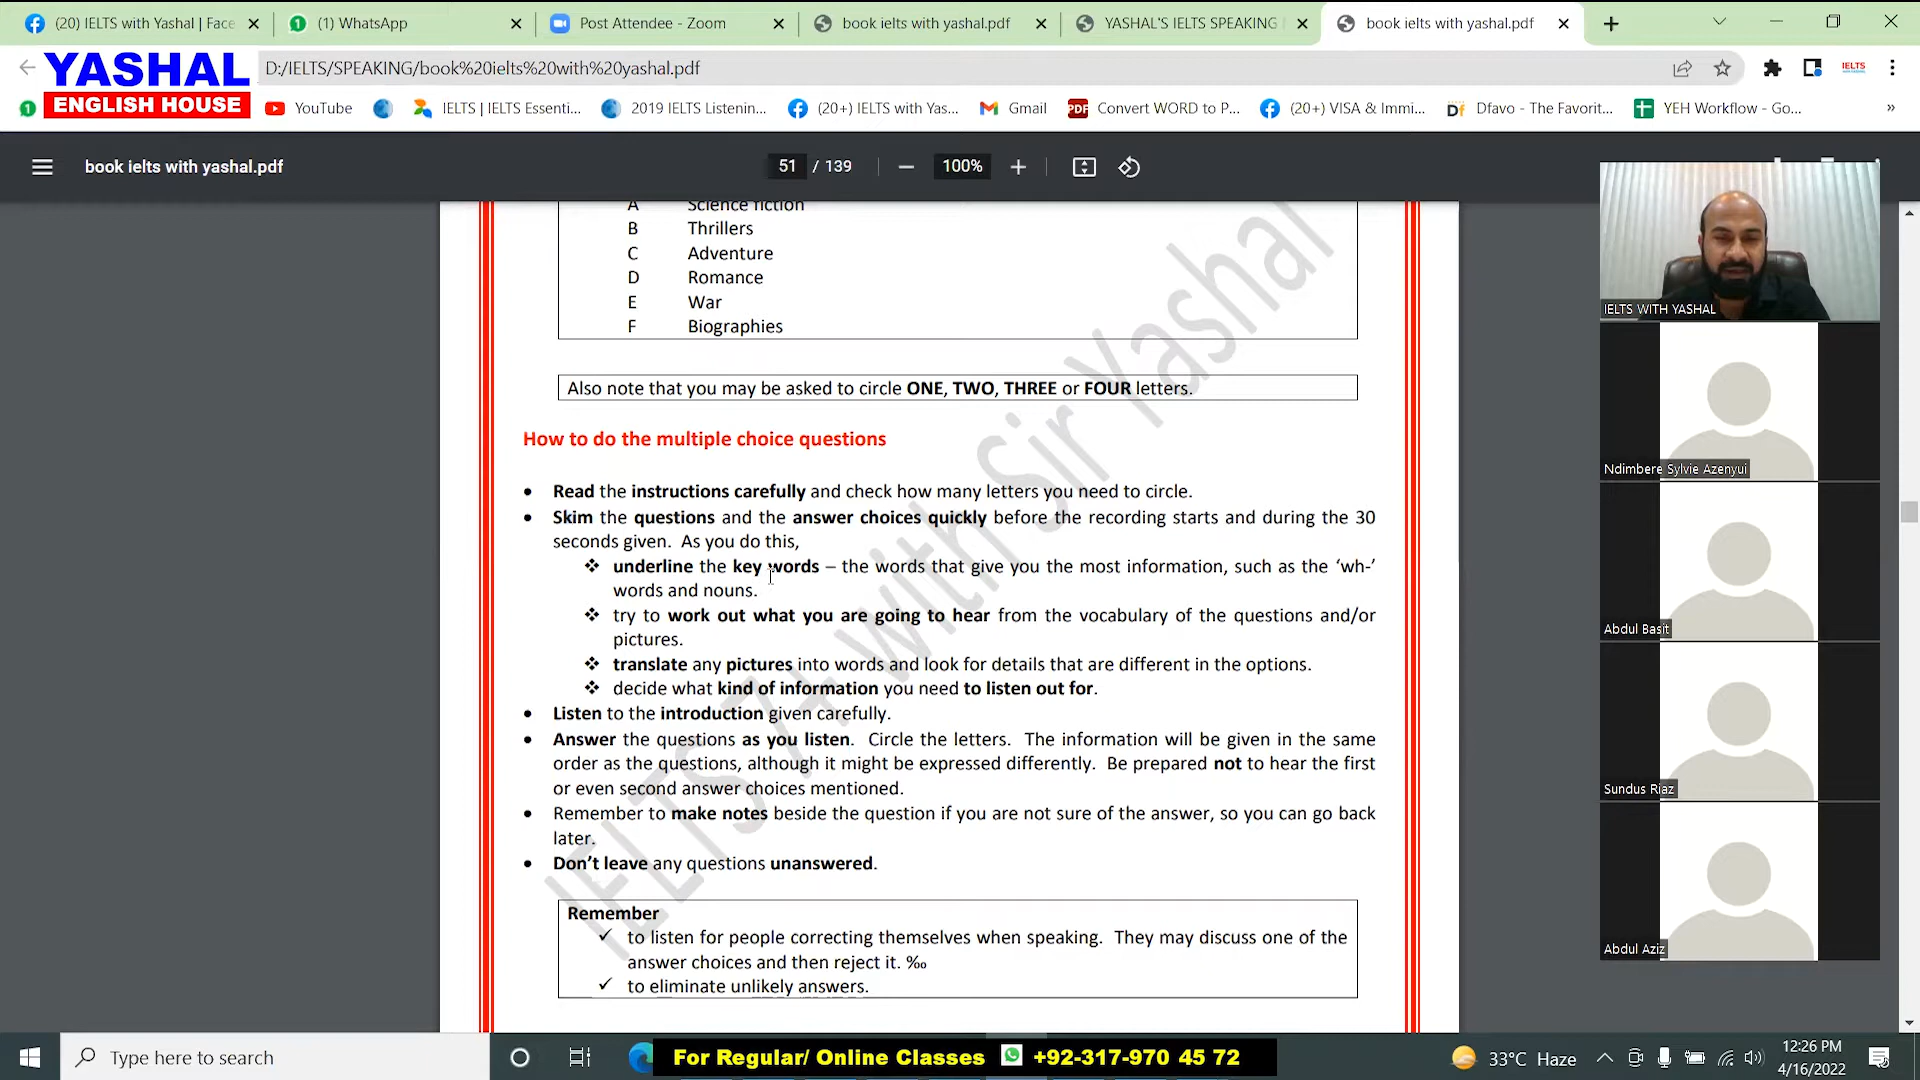 (20) IELTS with Yashal | Face
(1) WhatsApp
Post Attendee - Zoom
book ielts with yashal.pdf
YASHAL'S IELTS SPEAKING
book ielts with yashal.pdf
YASHAL
ENGLISH HOUSE
D:/IELTS/SPEAKING/book%20ielts%20with%20yashal.pdf
IELTS
YouTube
IELTS | IELTS Essenti...
2019 IELTS Listenin...
(20+) IELTS with Yas...
Gmail
PDF Convert WORD to P...
(20+) VISA & Immi...
Df Dfavo - The Favorit...
YEH Workflow - Go...
book ielts with yashal.pdf
51 / 139
100%
A Science fiction
B Thrillers
C Adventure
D Romance
E War
F Biographies
Also note that you may be asked to circle ONE, TWO, THREE or FOUR letters.
How to do the multiple choice questions
• Read the instructions carefully and check how many letters you need to circle.
• Skim the questions and the answer choices quickly before the recording starts and during the 30
seconds given. As you do this,
❖ underline the key words – the words that give you the most information, such as the ‘wh-’
words and nouns.
❖ try to work out what you are going to hear from the vocabulary of the questions and/or
pictures.
❖ translate any pictures into words and look for details that are different in the options.
❖ decide what kind of information you need to listen out for.
• Listen to the introduction given carefully.
• Answer the questions as you listen. Circle the letters. The information will be given in the same
order as the questions, although it might be expressed differently. Be prepared not to hear the first
or even second answer choices mentioned.
• Remember to make notes beside the question if you are not sure of the answer, so you can go back
later.
• Don’t leave any questions unanswered.
Remember
✓ to listen for people correcting themselves when speaking. They may discuss one of the
answer choices and then reject it. ‰
✓ to eliminate unlikely answers.
IELTS 74 with Sir Yashal
IELTS WITH YASHAL
Ndimbere Sylvie Azenyui
Abdul Basit
Sundus Riaz
Abdul Aziz
Type here to search
For Regular/ Online Classes +92-317-970 45 72
33°C Haze
12:26 PM
4/16/2022